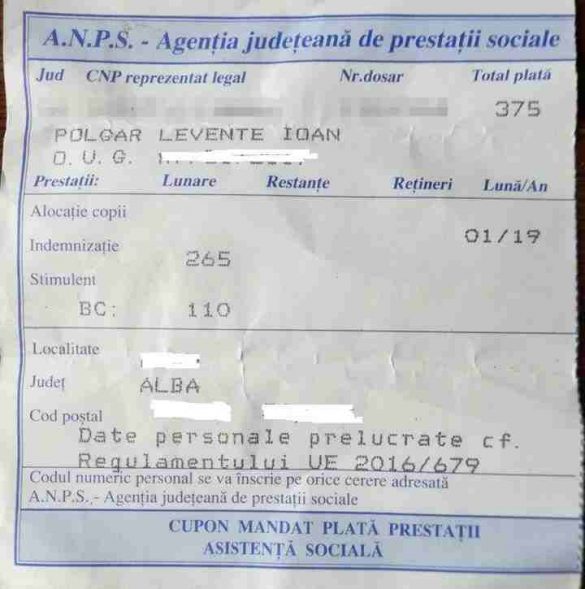 A.N.P.S. - Agenția județeană de prestații sociale
Jud CNP reprezentat legal Nr.dosar Total plată
375
POLGAR LEVENTE IOAN
O. U. G.
Prestații: Lunare Restanțe Rețineri Lună/An
Alocație copii
01/19
Indemnizație
265
Stimulent
BC: 110
Localitate
Județ ALBA
Cod poștal
Date personale prelucrate cf.
Regulamentului UE 2016/679
Codul numeric personal se va înscrie pe orice cerere adresată
A.N.P.S. - Agenția județeană de prestații sociale
CUPON MANDAT PLATĂ PRESTAȚII
ASISTENȚĂ SOCIALĂ